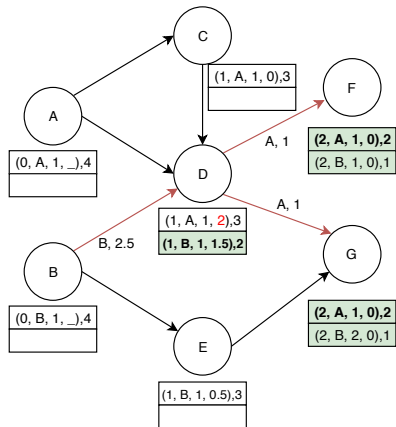 C
(1, A, 1, 0),3
F
A
A, 1
(2, A, 1, 0),2
(2, B, 1, 0),1
(0, A, 1, _),4
D
A, 1
(1, A, 1, 2),3
(1, B, 1, 1.5),2
B, 2.5
G
B
(2, A, 1, 0),2
(2, B, 2, 0),1
(0, B, 1, _),4
E
(1, B, 1, 0.5),3